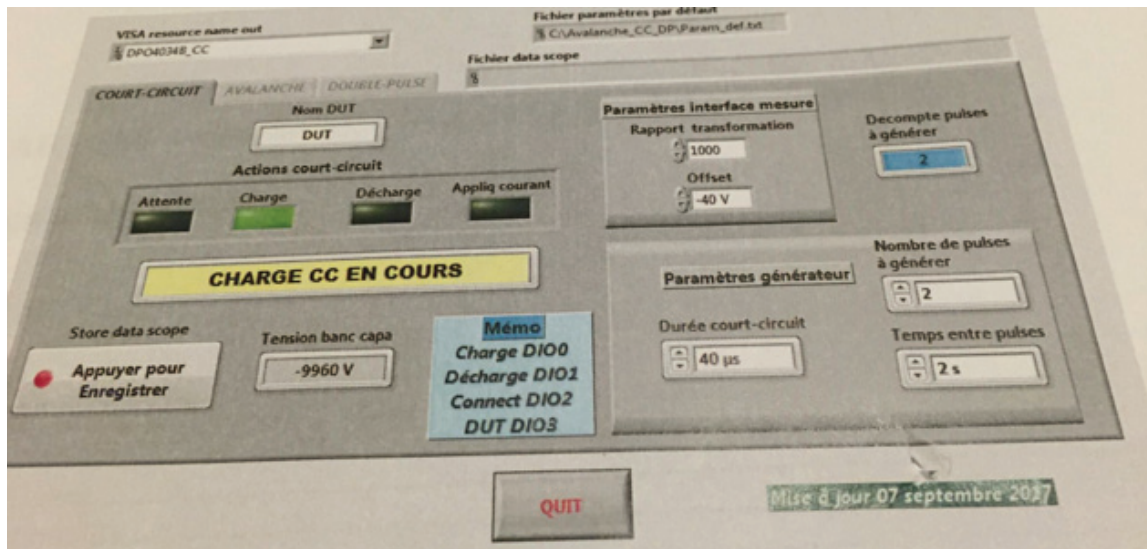 VISA resource name out
DPO4034B_CC
Fichier paramètres par défaut
C:\Avalanche_CC_DP\Param_def.txt
Fichier data scope
COURT-CIRCUIT
AVALANCHE
DOUBLE-PULSE
Nom DUT
DUT
Actions court-circuit
Attente
Charge
Décharge
Appliq courant
CHARGE CC EN COURS
Store data scope
Appuyer pour
Enregistrer
Tension banc capa
-9960 V
Mémo
Charge DIO0
Décharge DIO1
Connect DIO2
DUT DIO3
Paramètres interface mesure
Rapport transformation
1000
Offset
-40 V
Decompte pulses
à générer
2
Paramètres générateur
Durée court-circuit
40 µs
Nombre de pulses
à générer
2
Temps entre pulses
2 s
QUIT
Mise à jour 07 septembre 2017